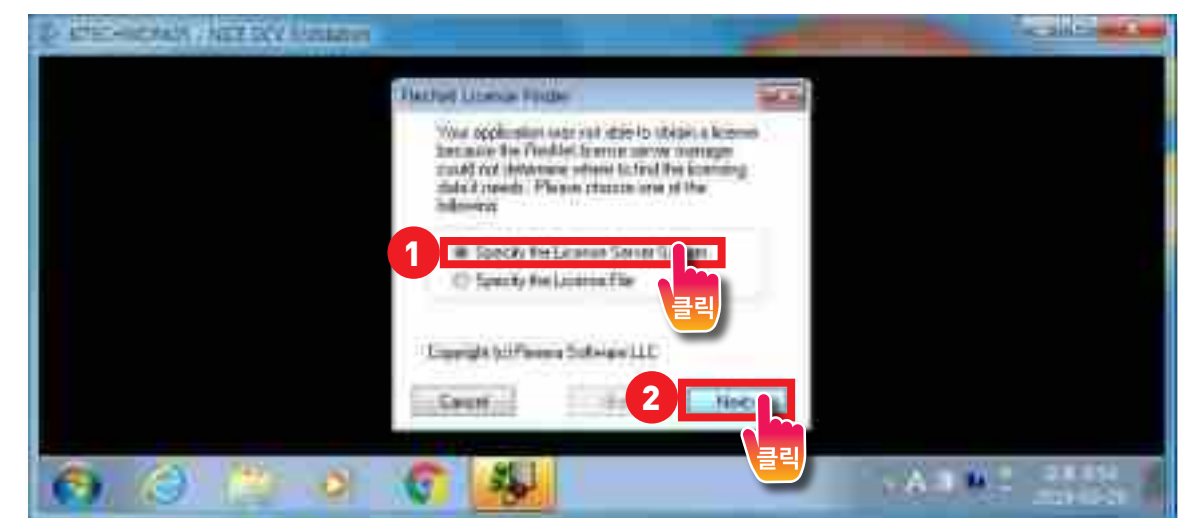 FlexNet License Finder
Your application was not able to obtain a license
because the FlexNet license server manager
could not determine where to find the licensing
data it needs. Please choose one of the
following:
1
Specify the License Server System
클릭
Specify the License File
Copyright (c) Flexera Software LLC
Cancel
2
Next
클릭
A